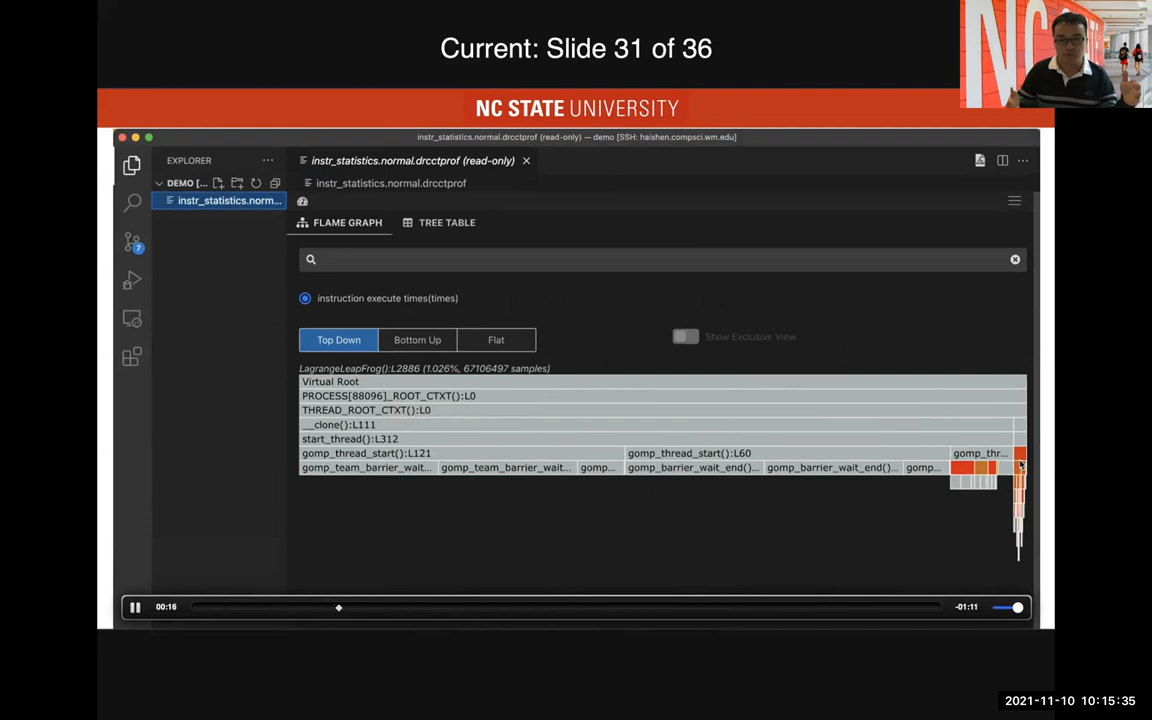 Current: Slide 31 of 36
NC STATE UNIVERSITY
instr_statistics.normal.drcctprof (read-only) — demo [SSH: haishen.compsci.wm.edu]
EXPLORER
instr_statistics.normal.drcctprof (read-only)
DEMO [...
instr_statistics.normal.drcctprof
instr_statistics.norm...
FLAME GRAPH
TREE TABLE
7
instruction execute times(times)
Top Down
Bottom Up
Flat
Show Exclusive View
LagrangeLeapFrog():L2886 (1.026%, 67106497 samples)
Virtual Root
PROCESS[88096]_ROOT_CTXT():L0
THREAD_ROOT_CTXT():L0
__clone():L111
start_thread():L312
gomp_thread_start():L121
gomp_thread_start():L60
gomp_thr...
gomp_team_barrier_wait...
gomp_team_barrier_wait...
gomp...
gomp_barrier_wait_end()...
gomp_barrier_wait_end()...
gomp...
00:16
-01:11
2021-11-10 10:15:35